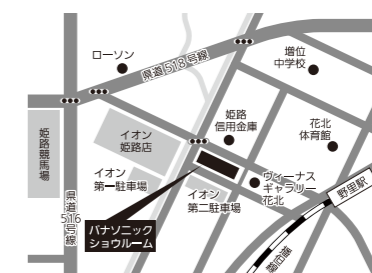 ローソン
県道518号線
増位
中学校
姫路
信用金庫
花北
体育館
姫路競馬場
イオン
姫路店
イオン
第一駐車場
県道
516
号線
パナソニック
ショウルーム
イオン
第二駐車場
ヴィーナス
ギャラリー
花北
野里駅